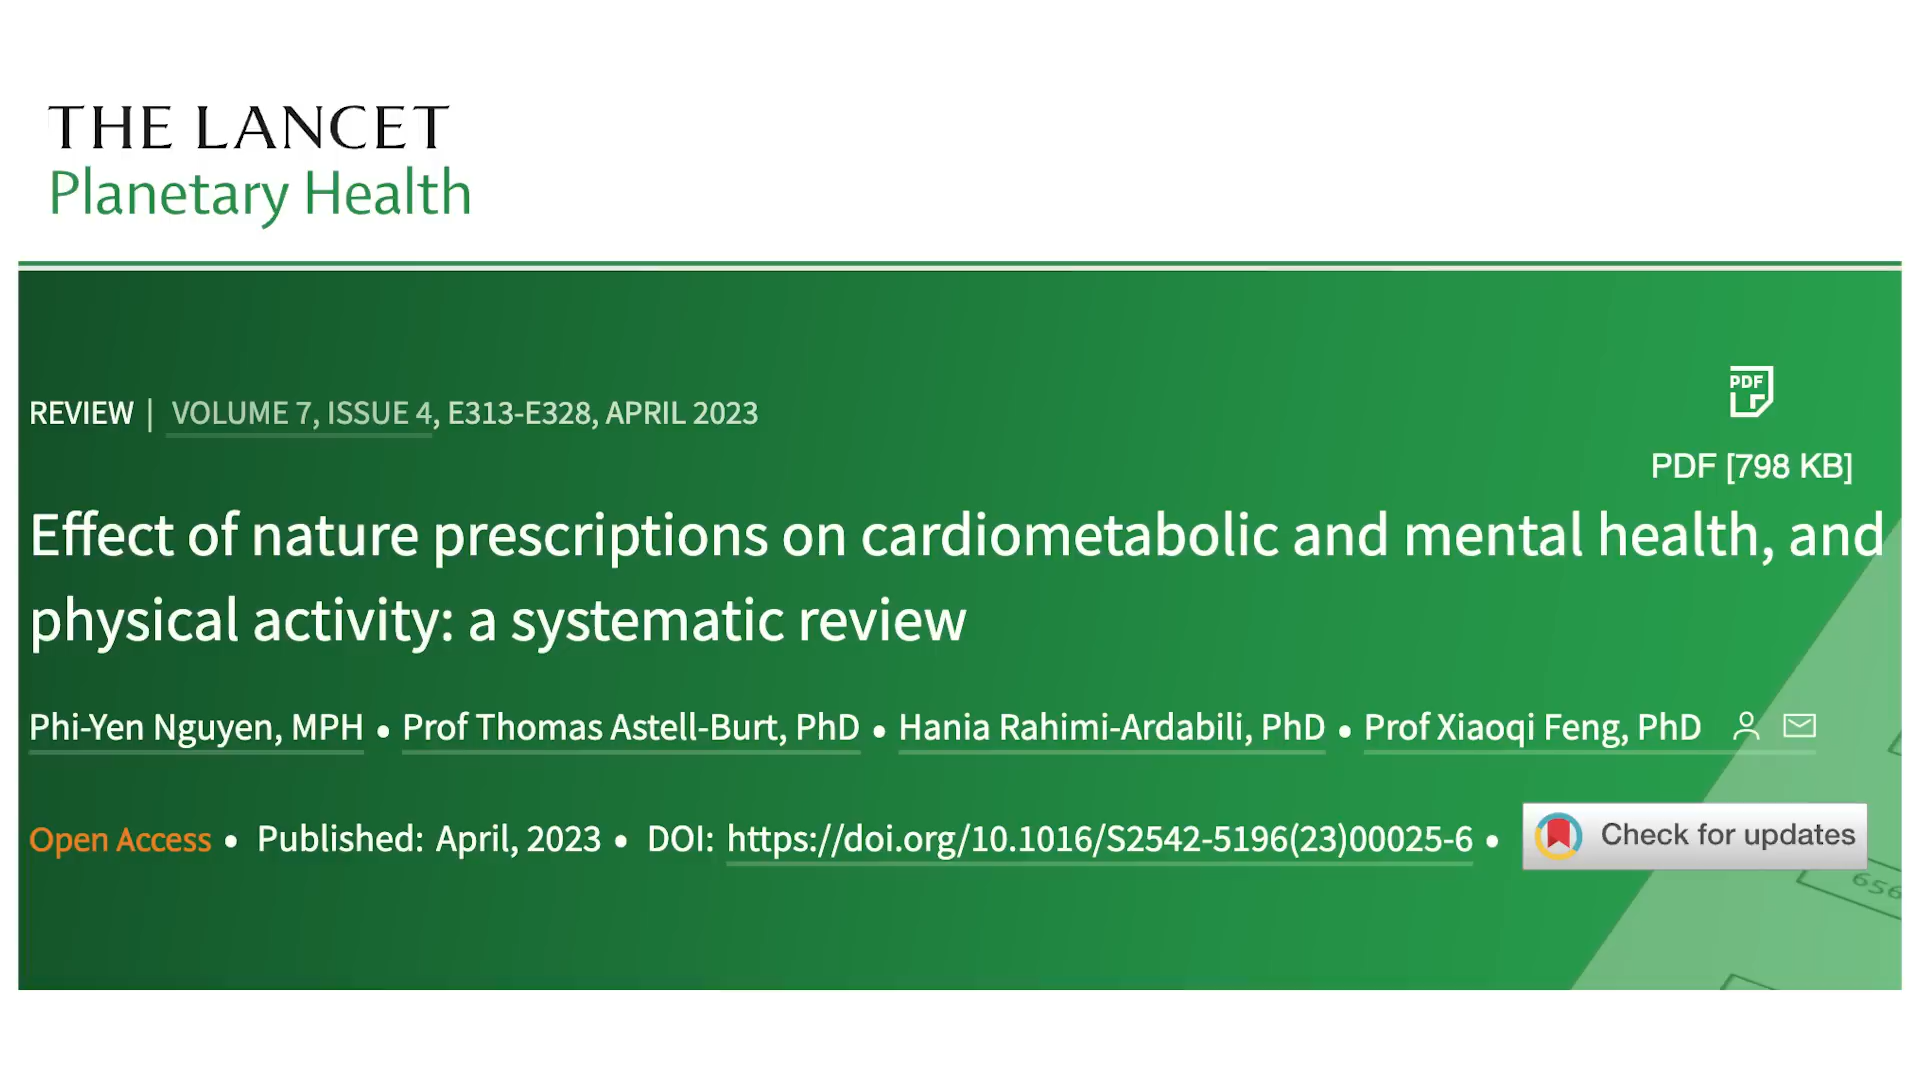 THE LANCET
Planetary Health
REVIEW | VOLUME 7, ISSUE 4, E313-E328, APRIL 2023
PDF
PDF [798 KB]
Effect of nature prescriptions on cardiometabolic and mental health, and
physical activity: a systematic review
Phi-Yen Nguyen, MPH • Prof Thomas Astell-Burt, PhD • Hania Rahimi-Ardabili, PhD • Prof Xiaoqi Feng, PhD
Open Access • Published: April, 2023 • DOI: https://doi.org/10.1016/S2542-5196(23)00025-6 •
Check for updates
656